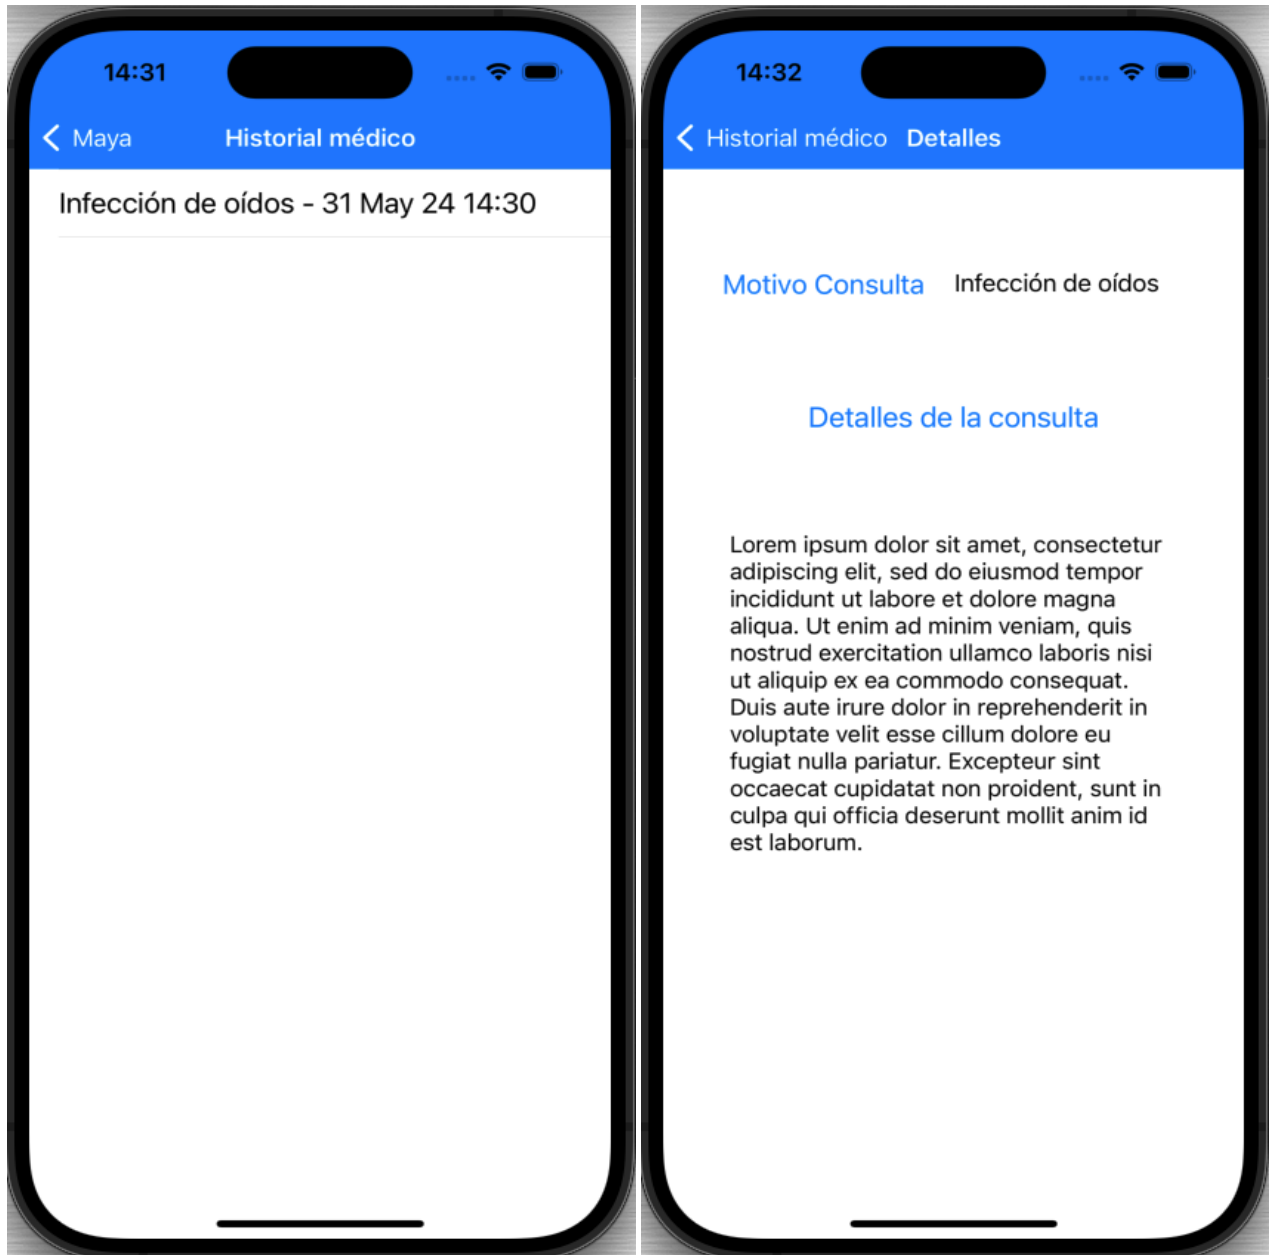 14:31
Maya
Historial médico
Infección de oídos - 31 May 24 14:30
14:32
Historial médico
Detalles
Motivo Consulta
Infección de oídos
Detalles de la consulta
Lorem ipsum dolor sit amet, consectetur
adipiscing elit, sed do eiusmod tempor
incididunt ut labore et dolore magna
aliqua. Ut enim ad minim veniam, quis
nostrud exercitation ullamco laboris nisi
ut aliquip ex ea commodo consequat.
Duis aute irure dolor in reprehenderit in
voluptate velit esse cillum dolore eu
fugiat nulla pariatur. Excepteur sint
occaecat cupidatat non proident, sunt in
culpa qui officia deserunt mollit anim id
est laborum.